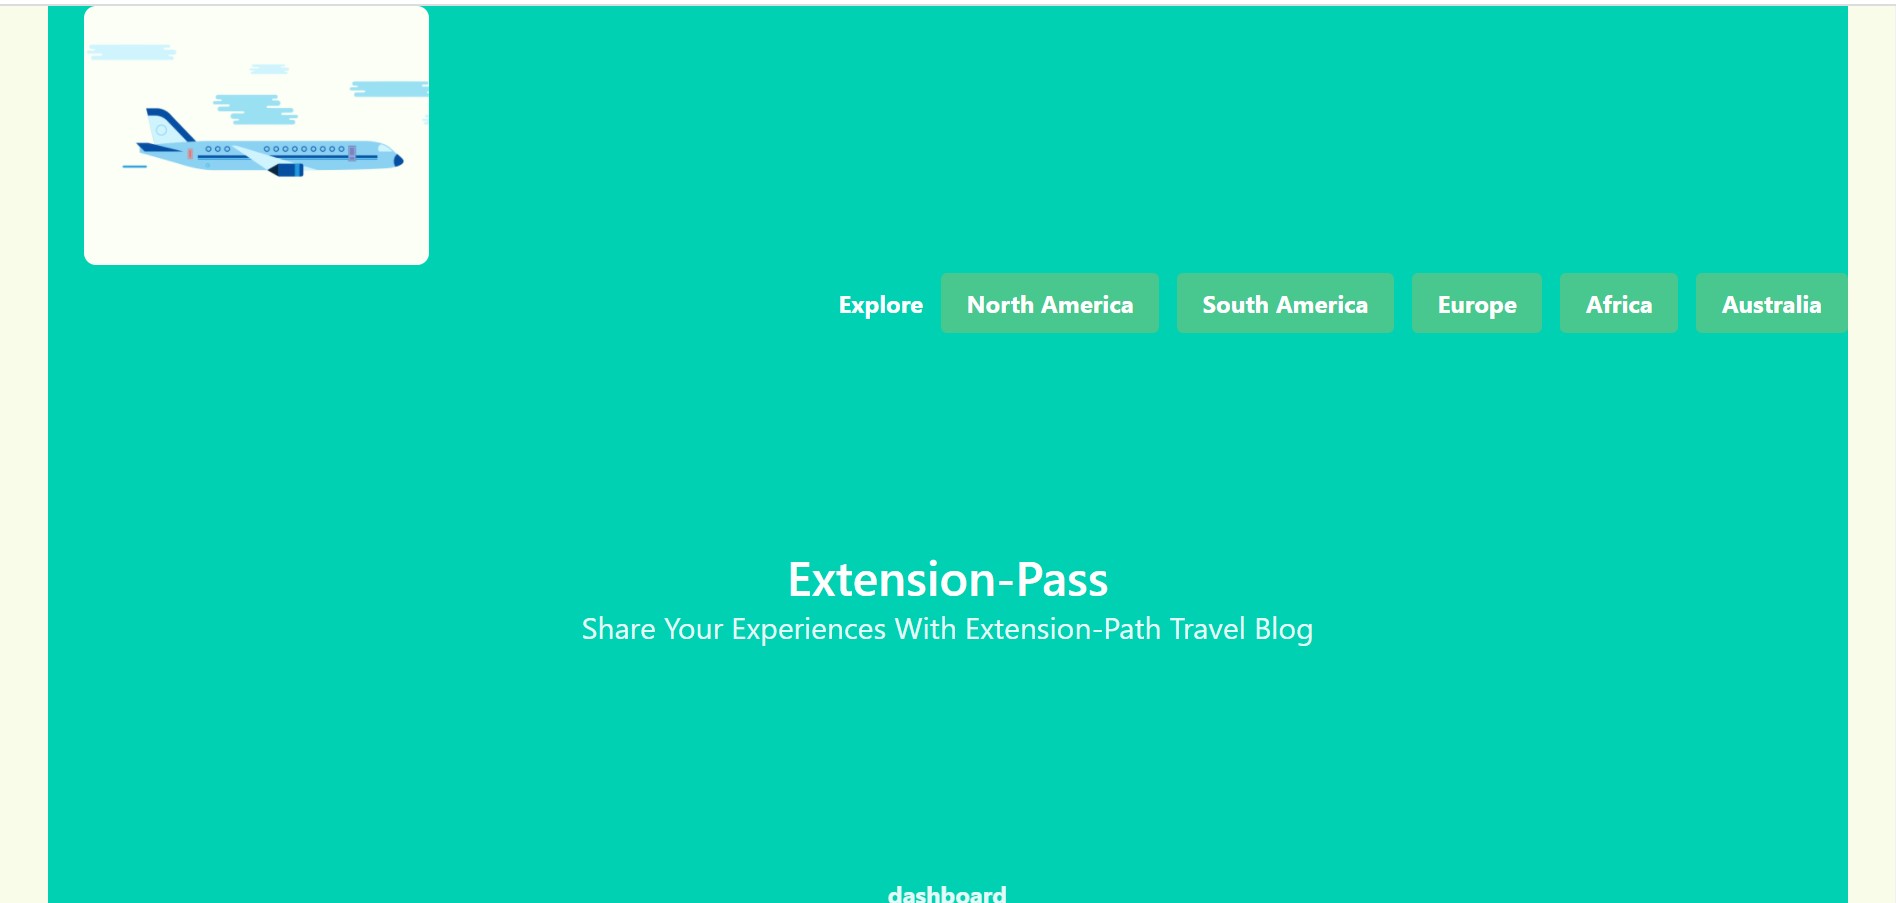 Explore North America South America Europe Africa Australia
Extension-Pass
Share Your Experiences With Extension-Path Travel Blog
dashboard